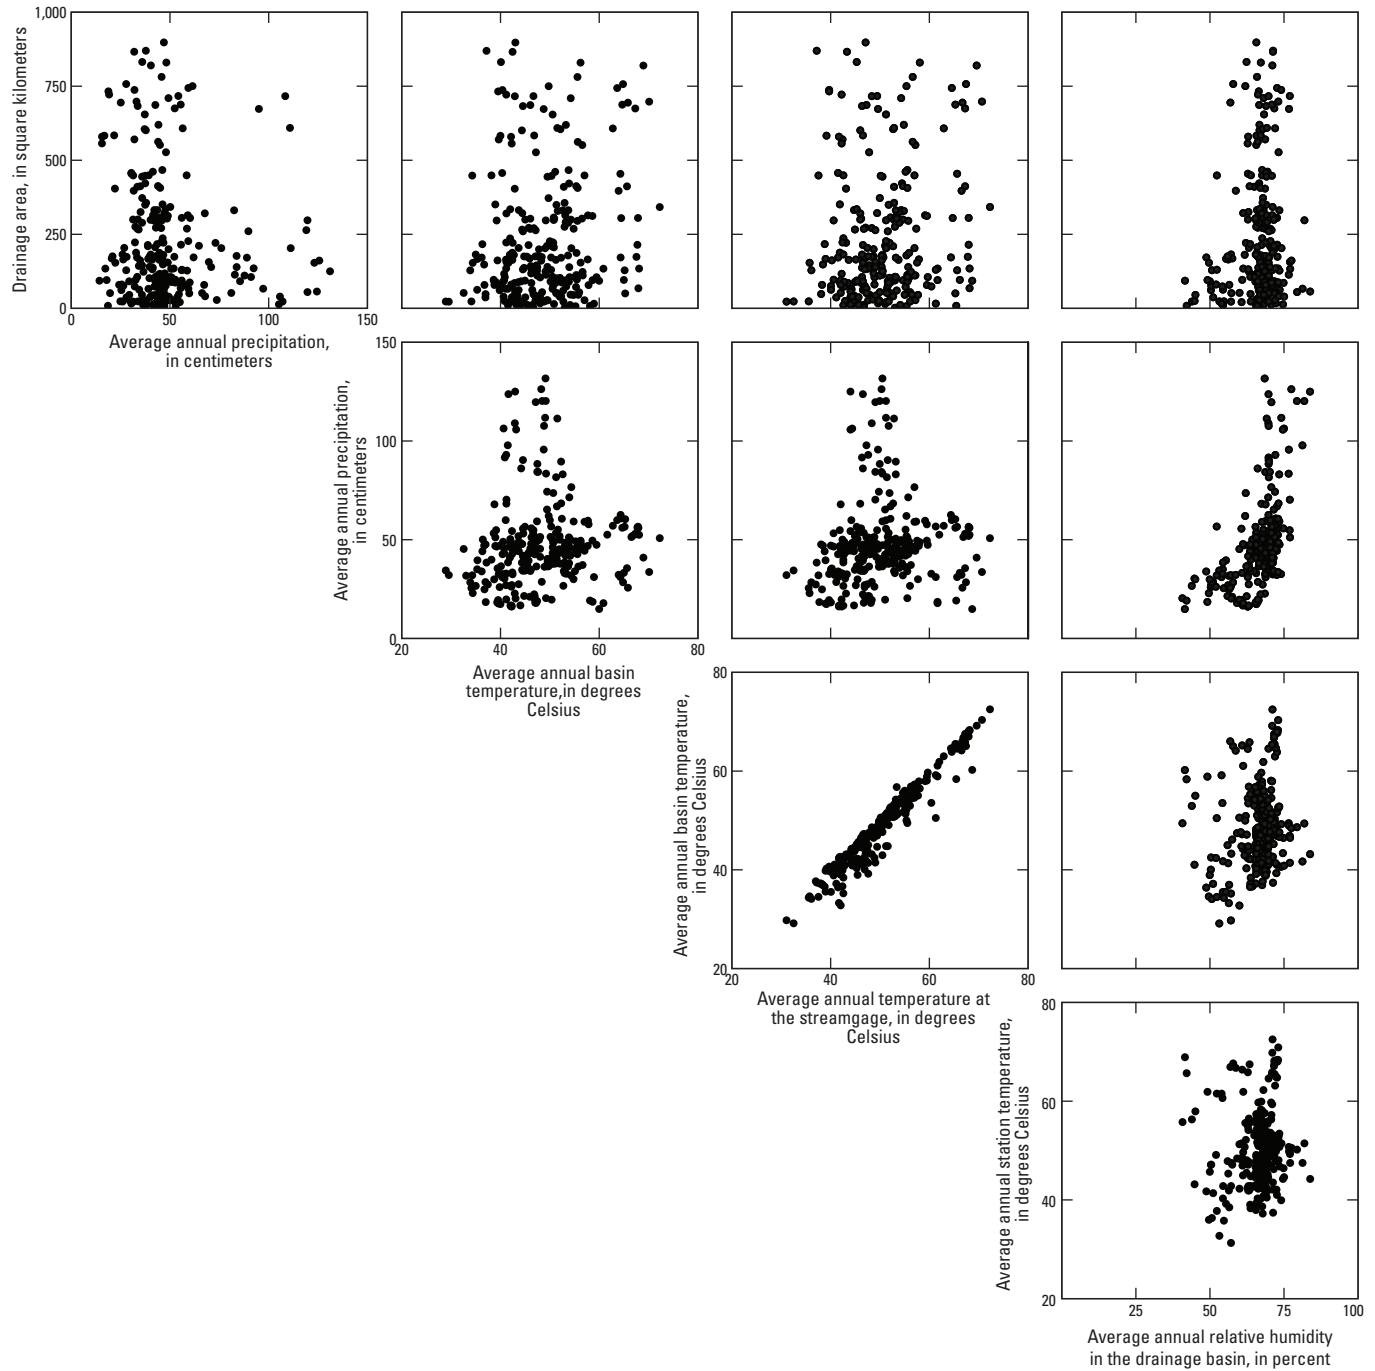 1,000
750
500
250
0
Drainage area, in square kilometers
0
50
100
150
Average annual precipitation,
in centimeters
150
100
50
0
Average annual precipitation,
in centimeters
20
40
60
80
Average annual basin
temperature,in degrees
Celsius
80
60
40
20
Average annual basin temperature,
in degrees Celsius
20
40
60
80
Average annual temperature at
the streamgage, in degrees
Celsius
80
60
40
20
Average annual station temperature,
in degrees Celsius
25
50
75
100
Average annual relative humidity
in the drainage basin, in percent